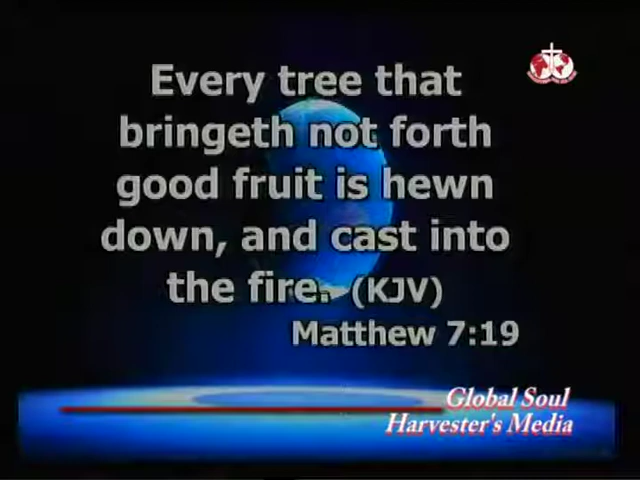 Every tree that
bringeth not forth
good fruit is hewn
down, and cast into
the fire. (KJV)
Matthew 7:19
Global Soul
Harvester's Media